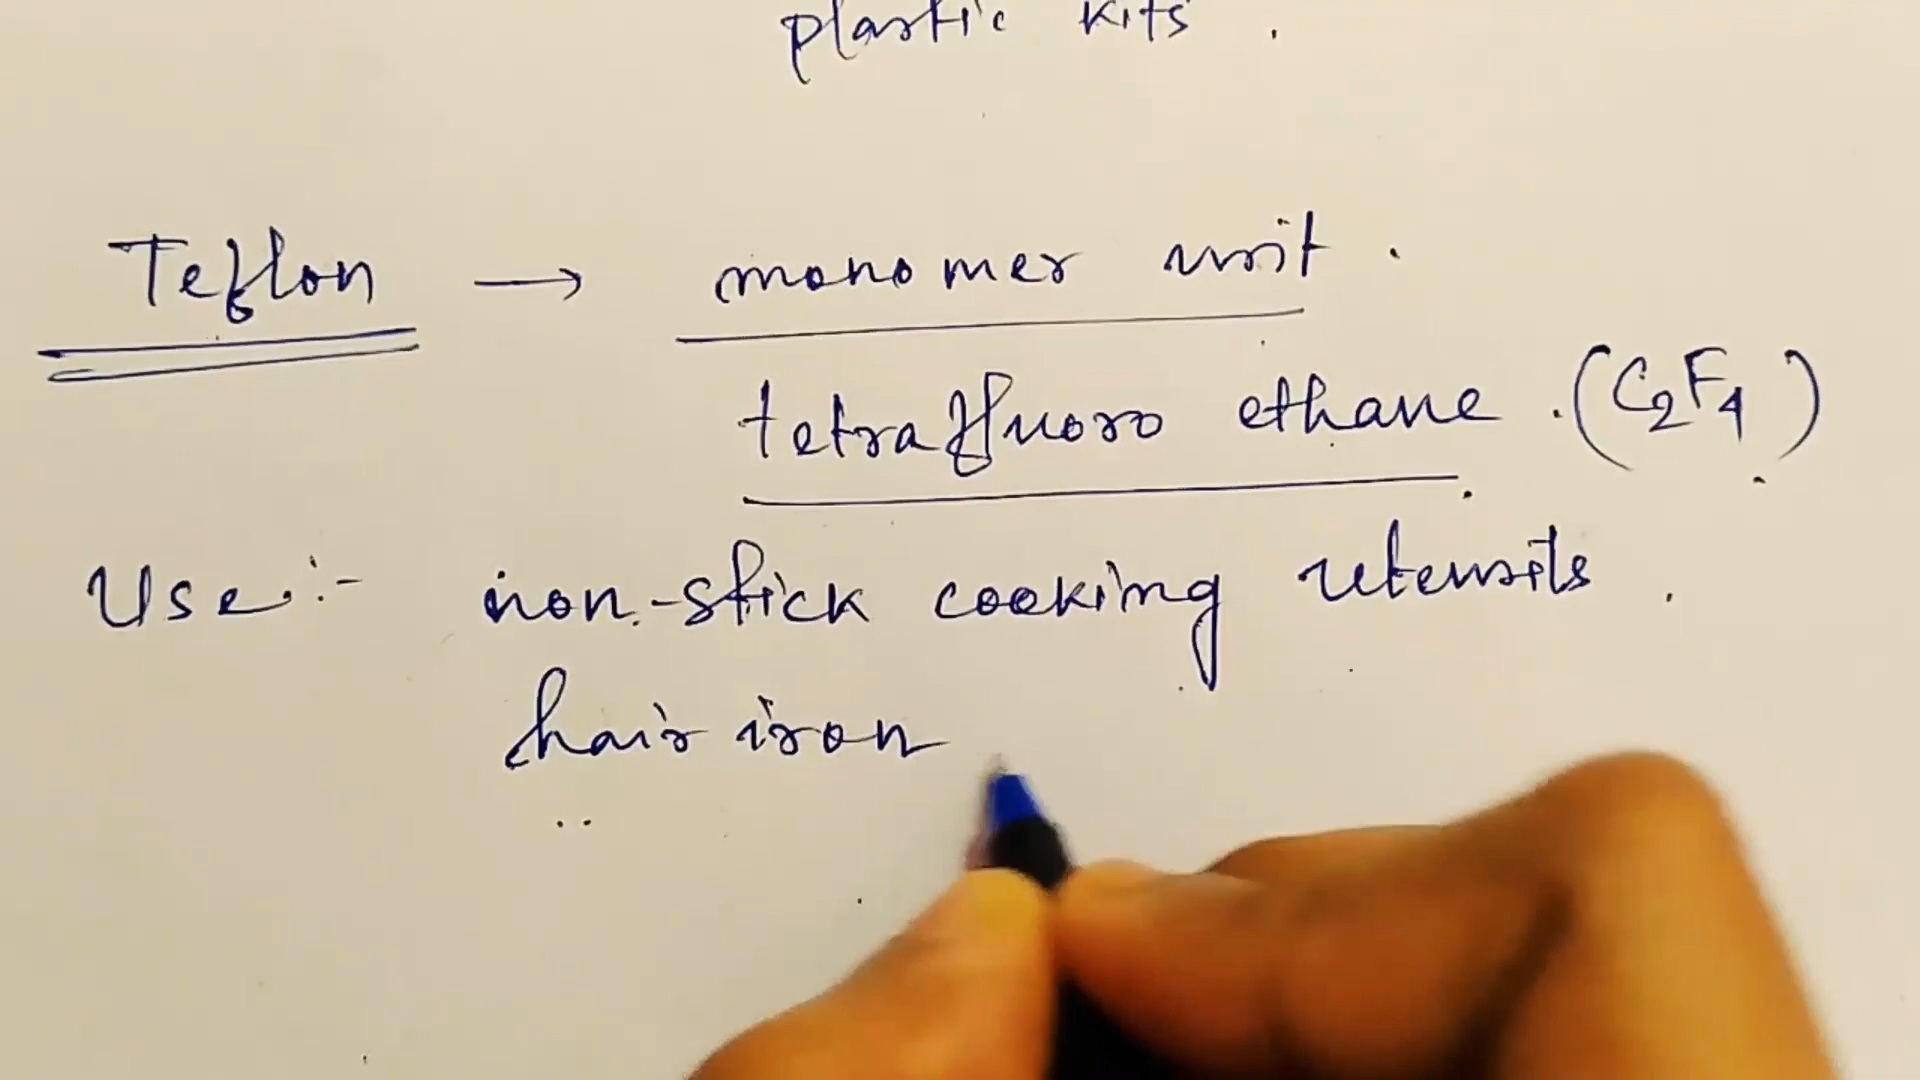 plastic kits .
Teflon → monomer unit .
tetrafluoro ethane . (C₂F₄)
Use :- non-stick cooking utensils .
hair iron